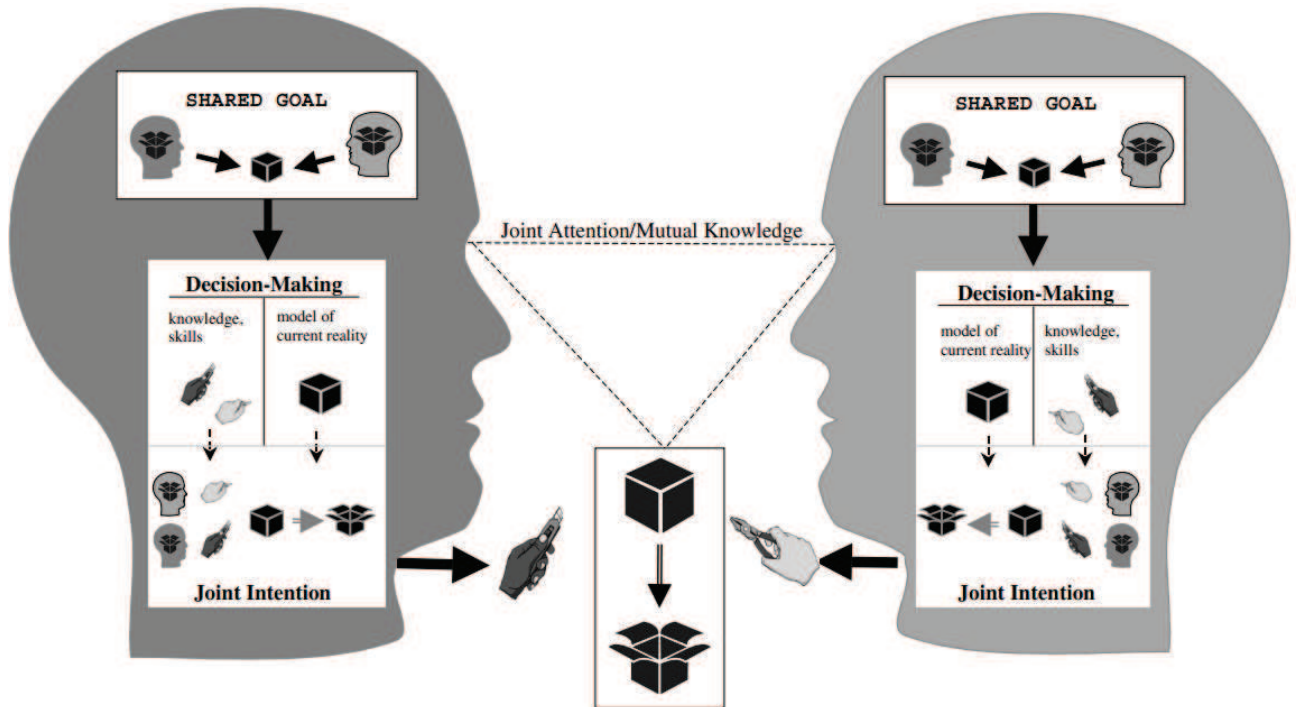 SHARED GOAL
Decision-Making
knowledge,
skills
model of
current reality
Joint Intention
Joint Attention/Mutual Knowledge
SHARED GOAL
Decision-Making
model of
current reality
knowledge,
skills
Joint Intention